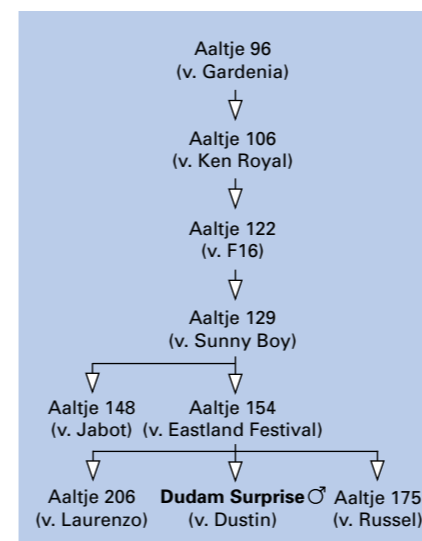 Aaltje 96
(v. Gardenia)
Aaltje 106
(v. Ken Royal)
Aaltje 122
(v. F16)
Aaltje 129
(v. Sunny Boy)
Aaltje 148
(v. Jabot)
Aaltje 154
(v. Eastland Festival)
Aaltje 206
(v. Laurenzo)
Dudam Surprise ♂
(v. Dustin)
Aaltje 175
(v. Russel)